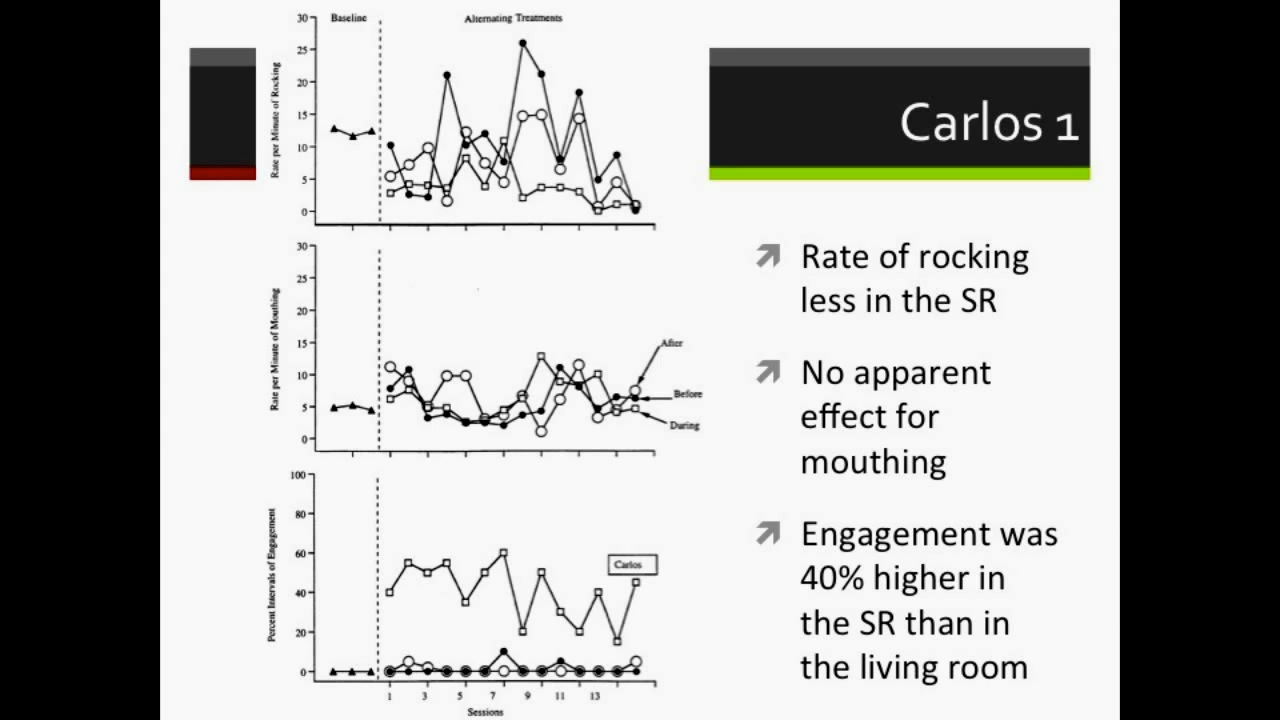 Baseline
Alternating Treatments
30
25
20
15
10
5
0
Rate per Minute of Rocking
30
25
20
15
10
5
0
Rate per Minute of Mouthing
After
Before
During
100
80
60
40
20
0
Percent Intervals of Engagement
Carlos
1 3 5 7 9 11 13
Sessions
Carlos 1
Rate of rocking
less in the SR
No apparent
effect for
mouthing
Engagement was
40% higher in
the SR than in
the living room